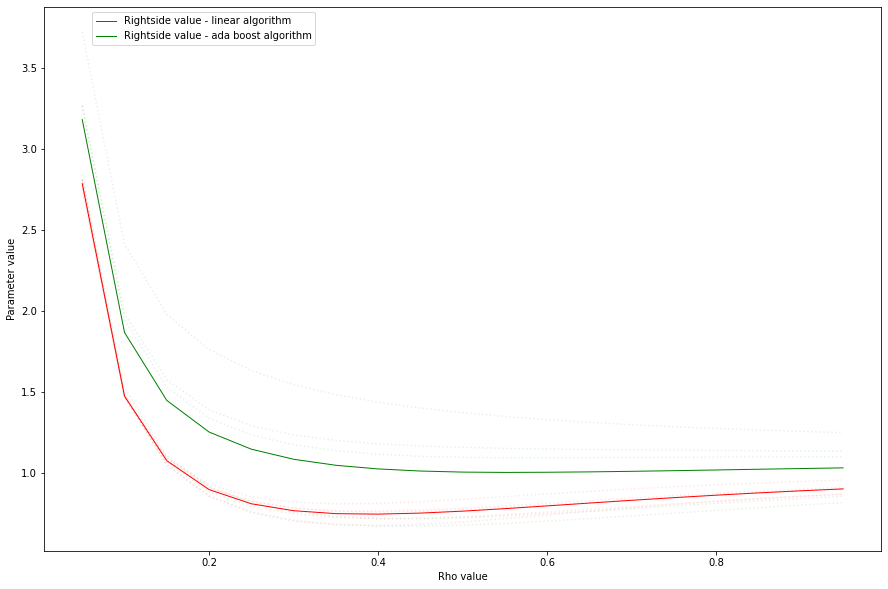 Rightside value - linear algorithm
Rightside value - ada boost algorithm
3.5
3.0
2.5
2.0
1.5
1.0
Parameter value
0.2 0.4 0.6 0.8
Rho value